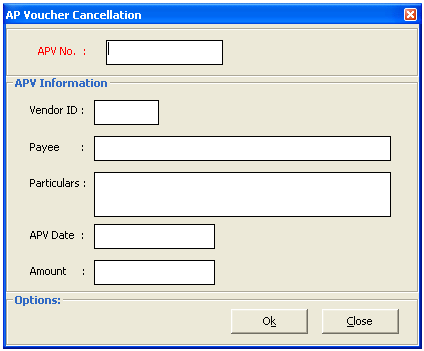 AP Voucher Cancellation
APV No. :
APV Information
Vendor ID :
Payee :
Particulars :
APV Date :
Amount :
Options:
Ok Close